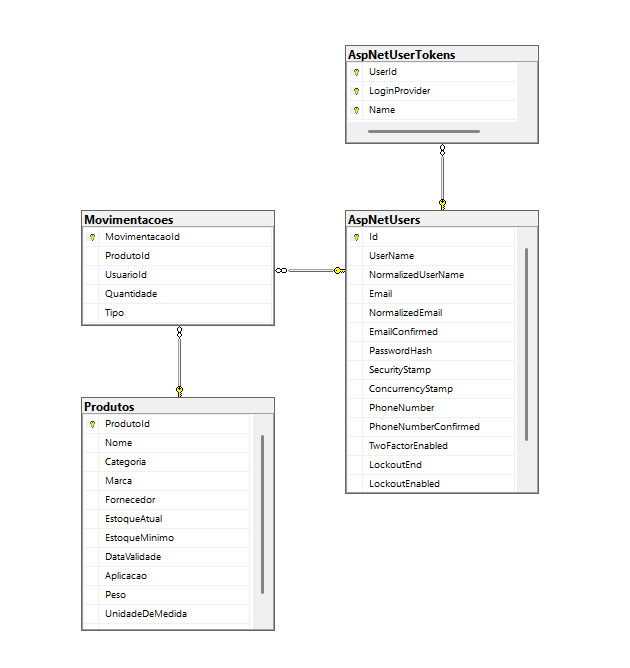 AspNetUserTokens
UserId
LoginProvider
Name
Movimentacoes
MovimentacaoId
ProdutoId
UsuarioId
Quantidade
Tipo
AspNetUsers
Id
UserName
NormalizedUserName
Email
NormalizedEmail
EmailConfirmed
PasswordHash
SecurityStamp
ConcurrencyStamp
PhoneNumber
PhoneNumberConfirmed
TwoFactorEnabled
LockoutEnd
LockoutEnabled
Produtos
ProdutoId
Nome
Categoria
Marca
Fornecedor
EstoqueAtual
EstoqueMinimo
DataValidade
Aplicacao
Peso
UnidadeDeMedida